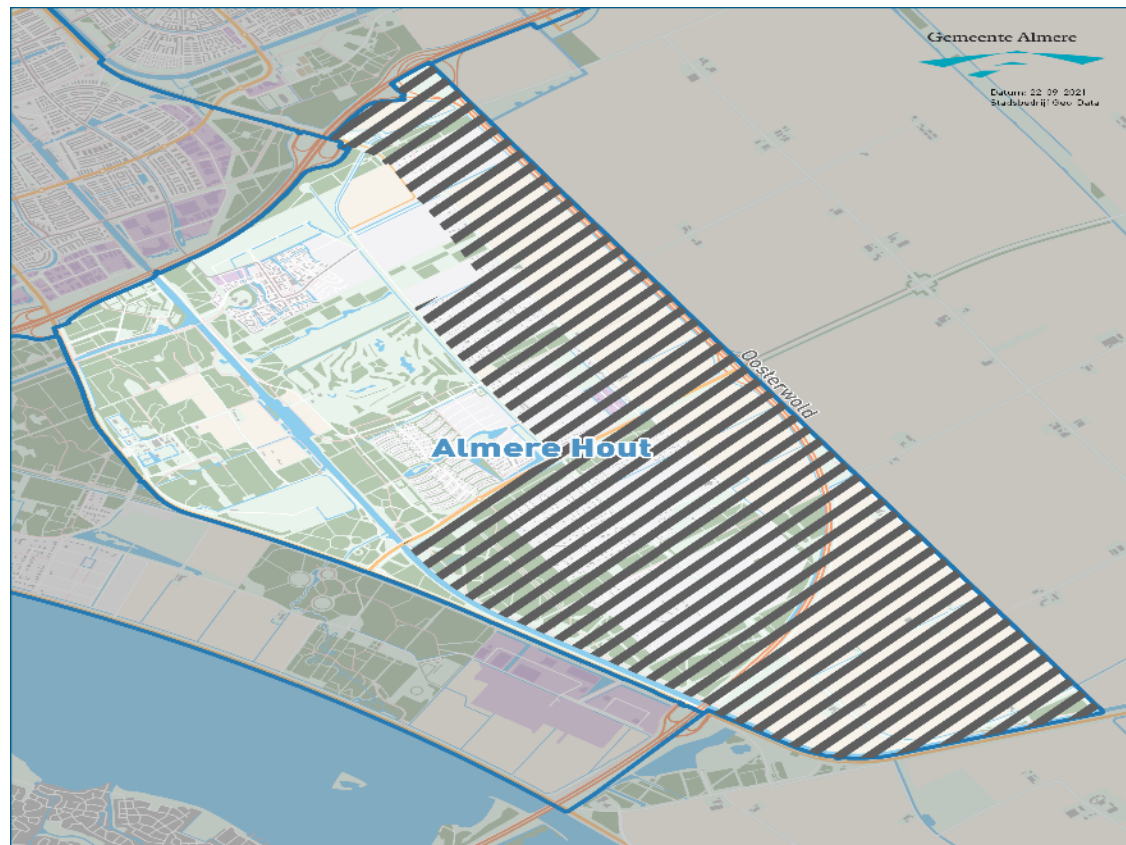 Gemeente Almere
Datum: 22-09-2021
Stadsbedrijf Geo-Data
Oosterwold
Almere Hout